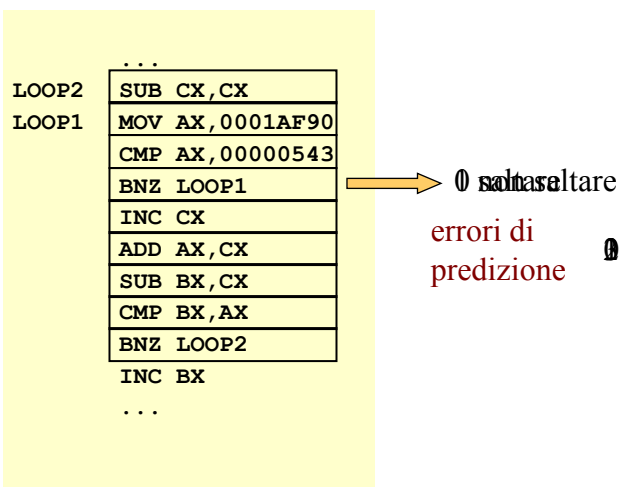 ...
LOOP2 SUB CX,CX
LOOP1 MOV AX,0001AF90
CMP AX,00000543
BNZ LOOP1
INC CX
ADD AX,CX
SUB BX,CX
CMP BX,AX
BNZ LOOP2
INC BX
...
errori di
predizione